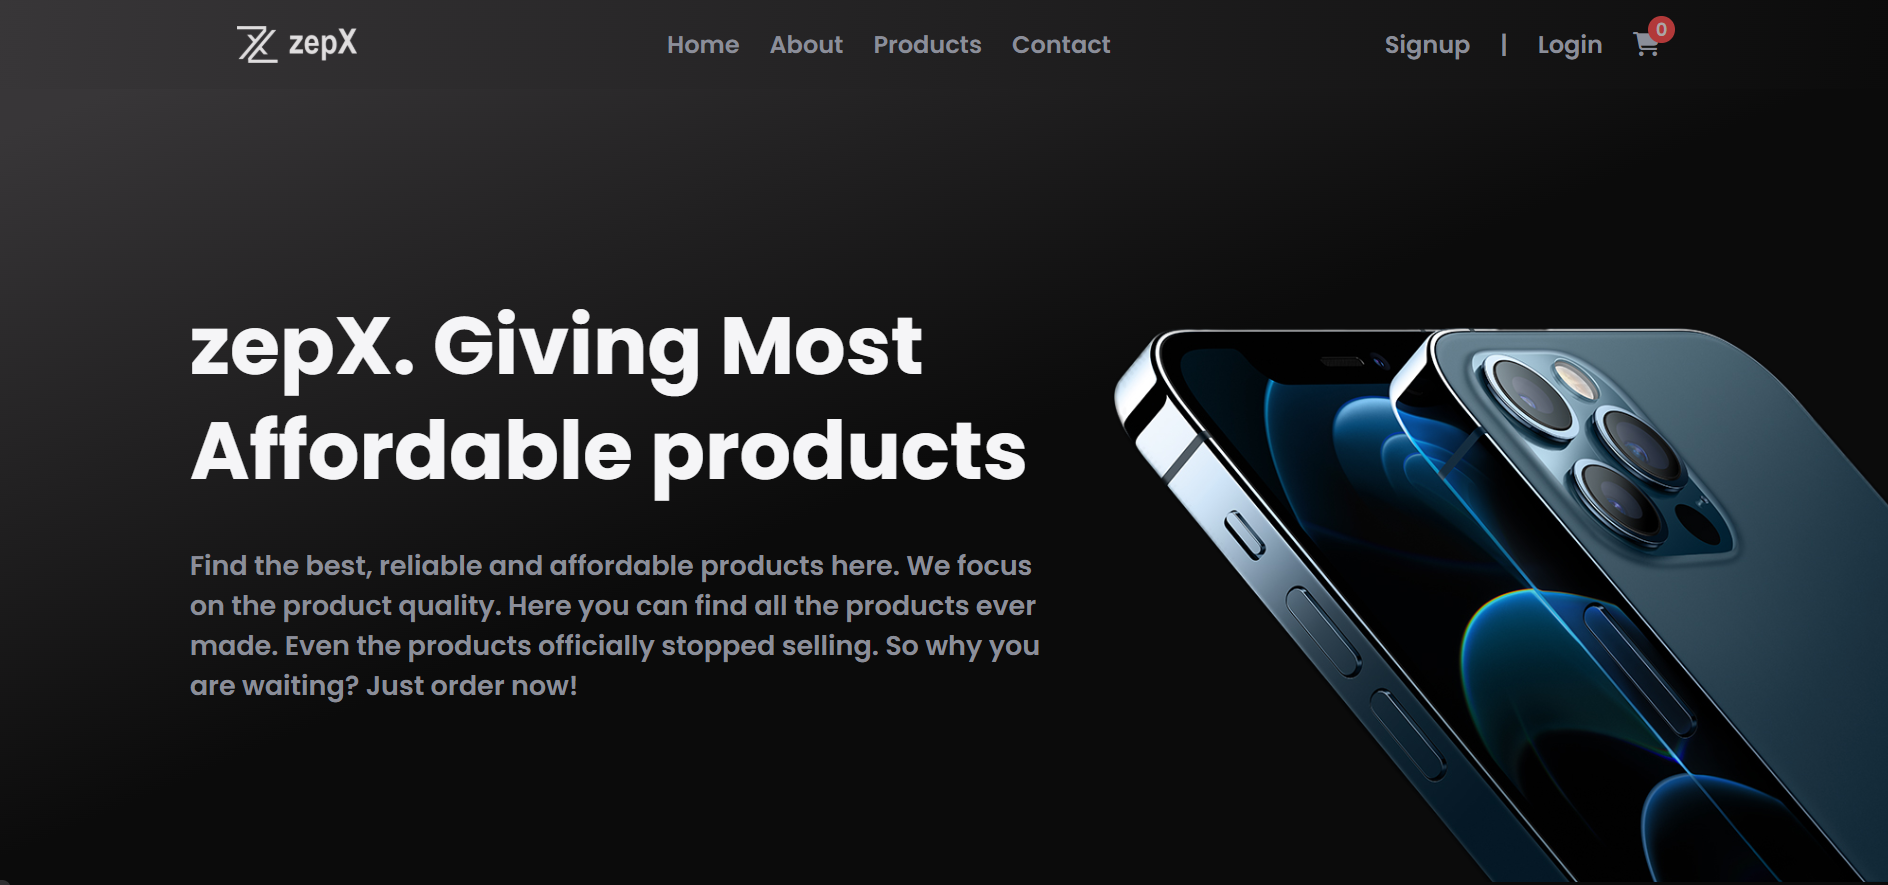 zepX
Home About Products Contact
Signup | Login 0
zepX. Giving Most
Affordable products
Find the best, reliable and affordable products here. We focus
on the product quality. Here you can find all the products ever
made. Even the products officially stopped selling. So why you
are waiting? Just order now!